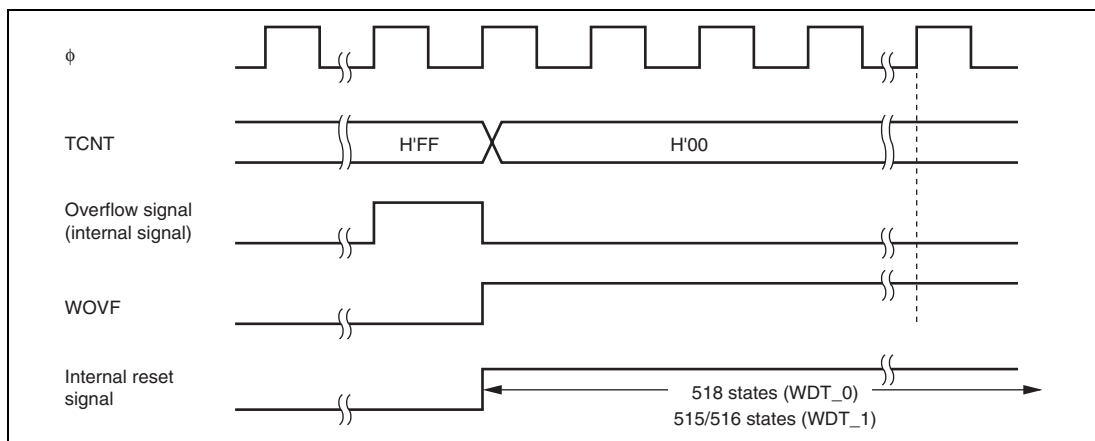 ϕ
TCNT
H'FF
H'00
Overflow signal
(internal signal)
WOVF
Internal reset
signal
518 states (WDT_0)
515/516 states (WDT_1)